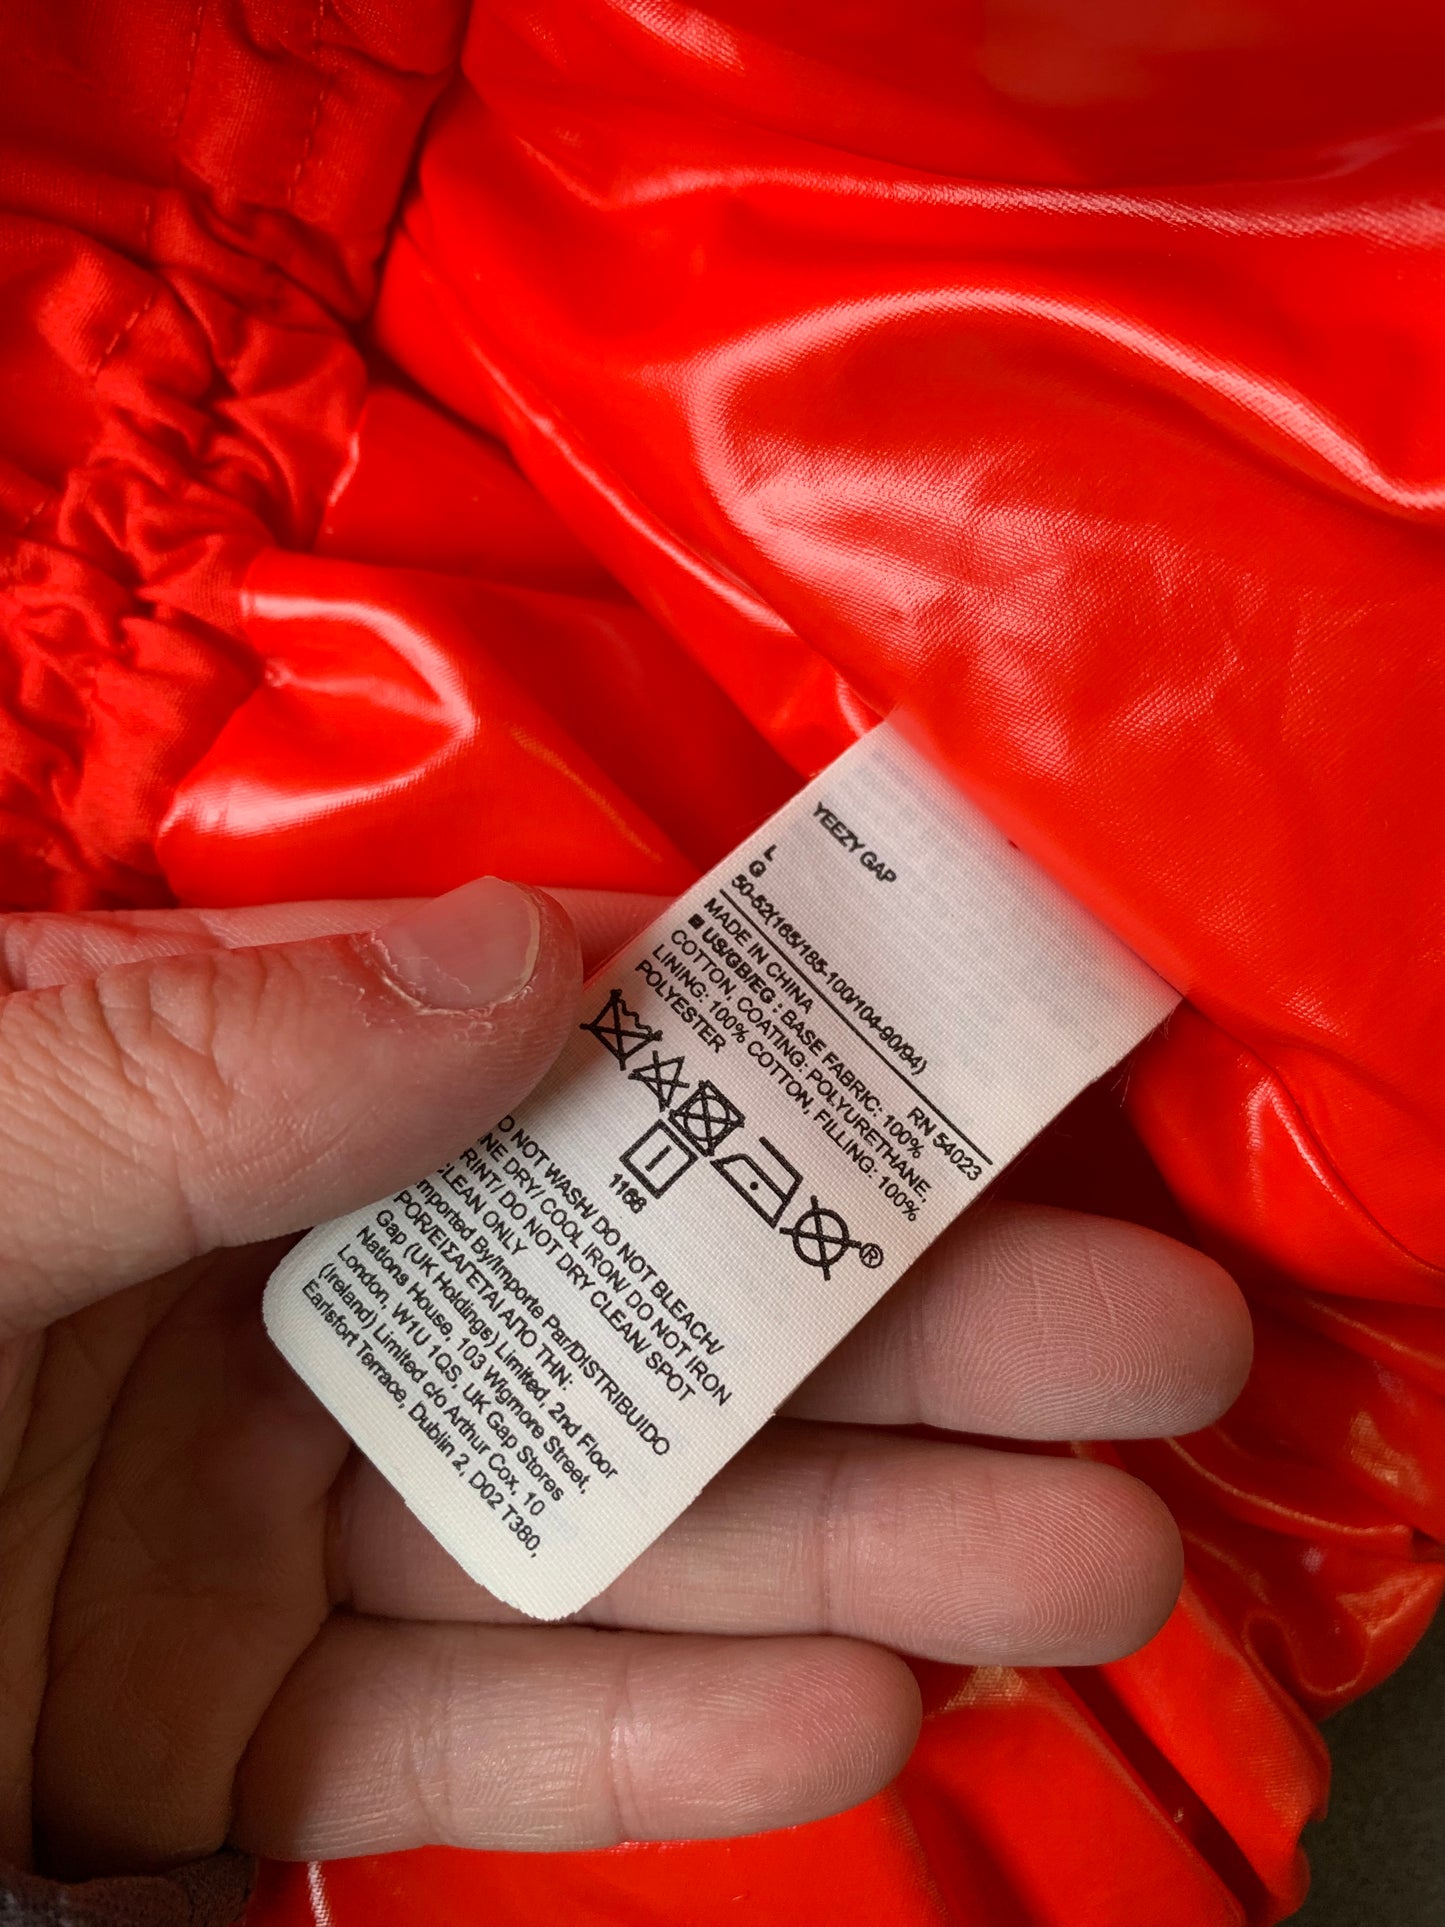 YEEZY GAP
L
G
50-52(165/185-100/104-90/94)
RN 54023
MADE IN CHINA
US/GB/EG : BASE FABRIC: 100%
COTTON, COATING: POLYURETHANE,
LINING: 100% COTTON, FILLING: 100%
POLYESTER
®
1168
NOT WASH/ DO NOT BLEACH/
DRY/ COOL IRON/ DO NOT IRON
PRINT/ DO NOT DRY CLEAN/ SPOT
CLEAN ONLY
Imported By/Importe Par/DISTRIBUIDO
POR/ΕΙΣΑΓΕΤΑΙ ΑΠΟ ΤΗΝ:
Gap (UK Holdings) Limited, 2nd Floor
Nations House, 103 Wigmore Street,
London, W1U 1QS, UK Gap Stores
(Ireland) Limited c/o Arthur Cox, 10
Earlsfort Terrace, Dublin 2, D02 T380,